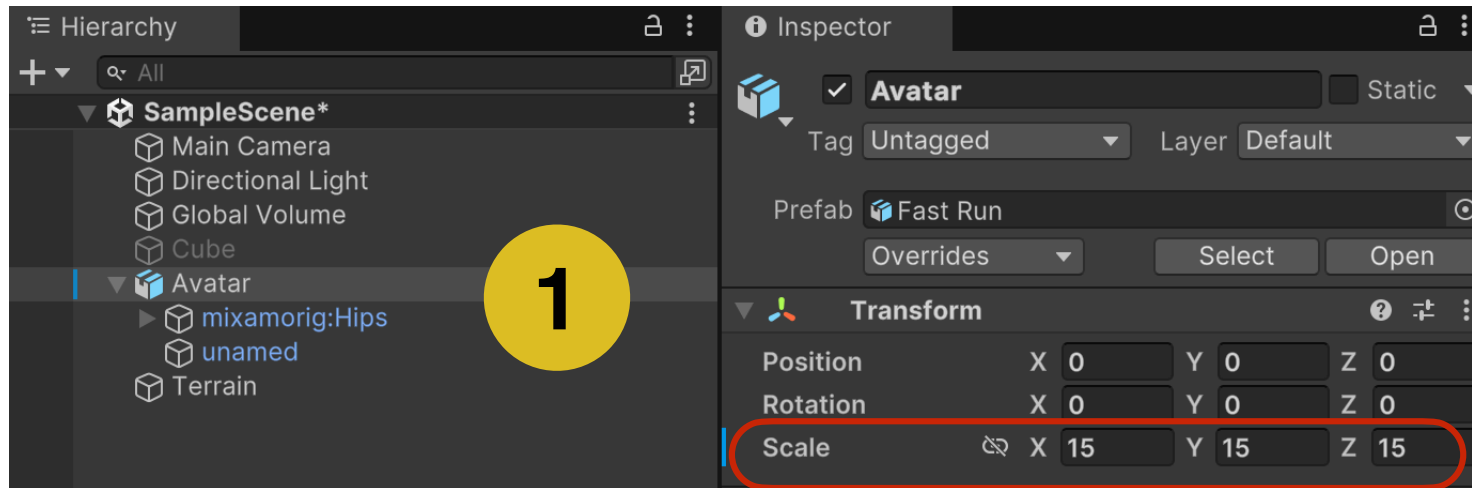 Hierarchy
All
SampleScene*
Main Camera
Directional Light
Global Volume
Cube
Avatar
mixamorig:Hips
unamed
Terrain
1
Inspector
Avatar Static
Tag Untagged Layer Default
Prefab Fast Run
Overrides Select Open
Transform
Position X 0 Y 0 Z 0
Rotation X 0 Y 0 Z 0
Scale X 15 Y 15 Z 15